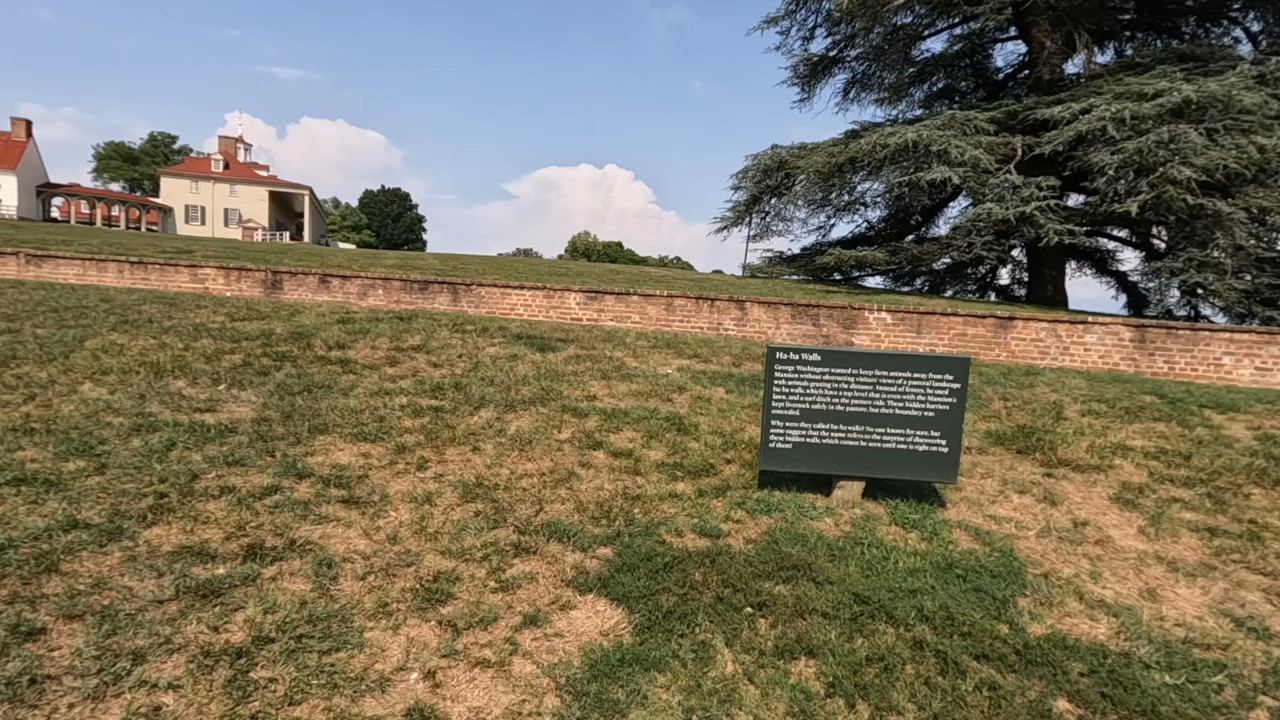 Ha-ha Walls
George Washington wanted to keep farm animals away from the
Mansion without obstructing visitors' views of a pastoral landscape
with animals grazing in the distance. Instead of fences, he used
ha-ha walls, which have a top level that is even with the Mansion's
lawn, and a turf ditch on the pasture side. These hidden barriers
kept livestock safely in the pasture, but their boundary was
concealed.
Why were they called ha-ha walls? No one knows for sure, but
some suggest that the name refers to the surprise of discovering
these hidden walls, which cannot be seen until one is right on top
of them!